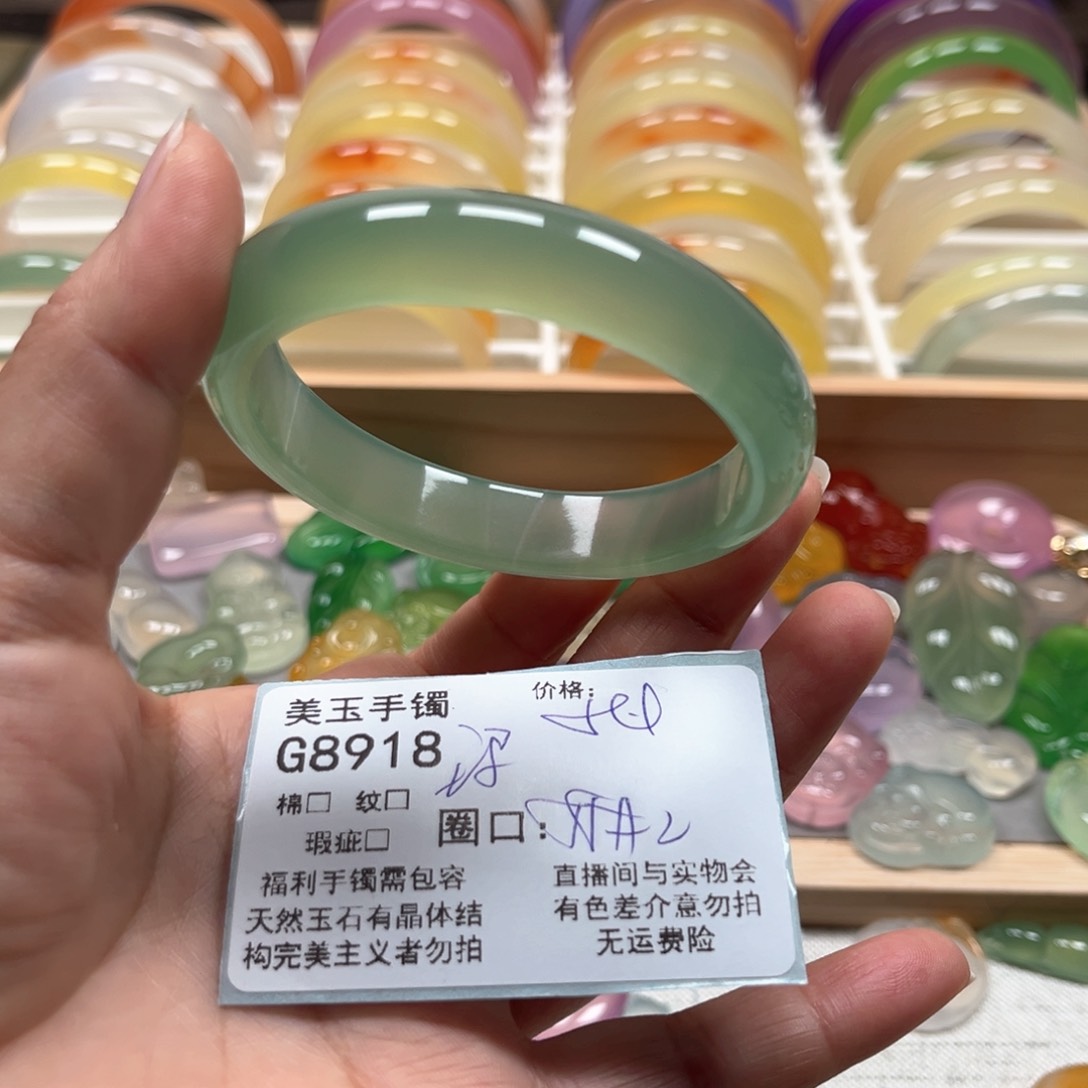 美玉手镯
价格:
G8918
棉□ 纹□
瑕疵□
圈口:
福利手镯需包容
天然玉石有晶体结
构完美主义者勿拍
直播间与实物会
有色差介意勿拍
无运费险